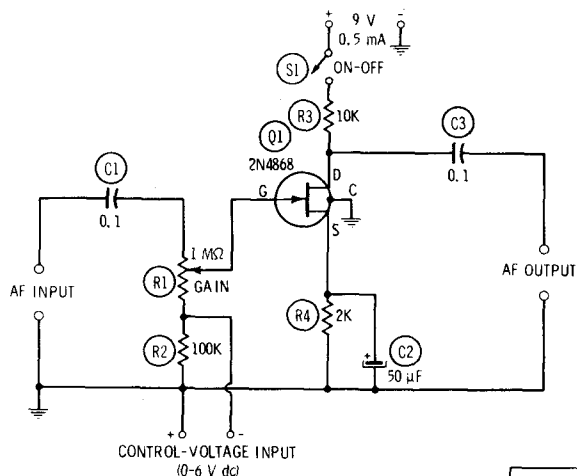 + 9 V -
0.5 mA
S1 ON-OFF
R3 10K
Q1
2N4868
C3
0.1
C1
0.1
D
G C
S
1 MΩ
R1 GAIN
AF INPUT
AF OUTPUT
R4 2K
R2 100K
+ C2
50 µF
+ -
CONTROL-VOLTAGE INPUT
(0-6 V dc)